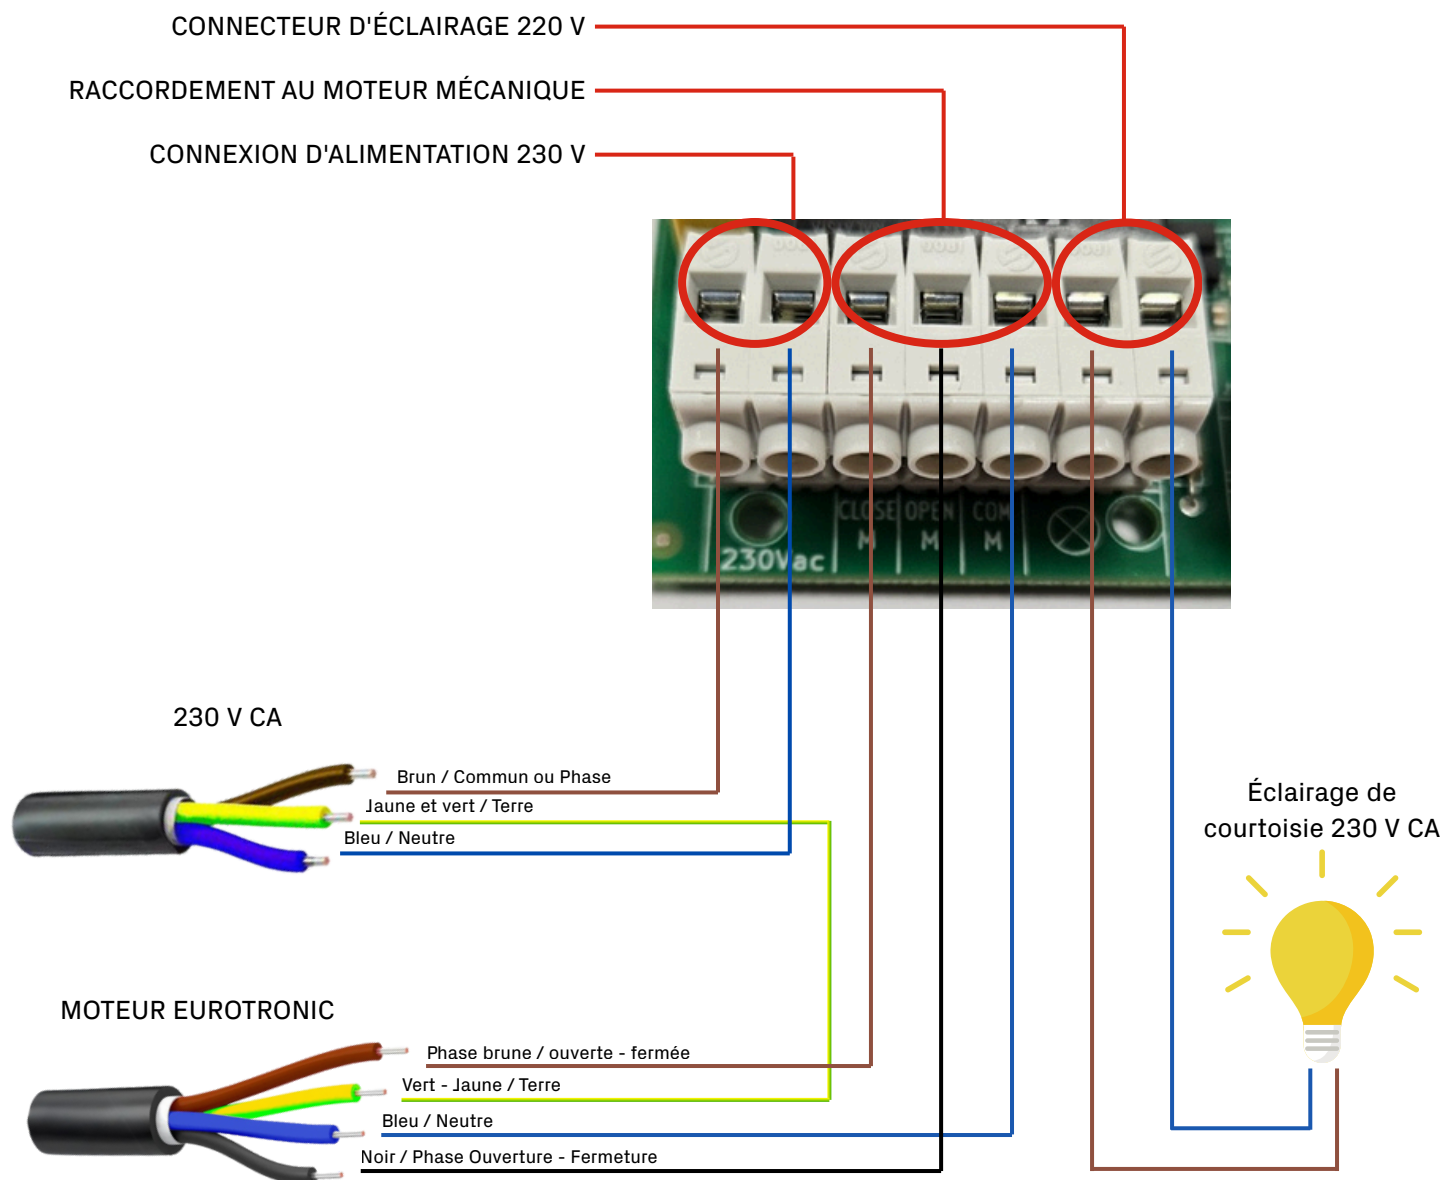 CONNECTEUR D'ÉCLAIRAGE 220 V
RACCORDEMENT AU MOTEUR MÉCANIQUE
CONNEXION D'ALIMENTATION 230 V
CLOSE OPEN COM
M M M
230Vac
230 V CA
Brun / Commun ou Phase
Jaune et vert / Terre
Bleu / Neutre
Éclairage de
courtoisie 230 V CA
MOTEUR EUROTRONIC
Phase brune / ouverte - fermée
Vert - Jaune / Terre
Bleu / Neutre
Noir / Phase Ouverture - Fermeture